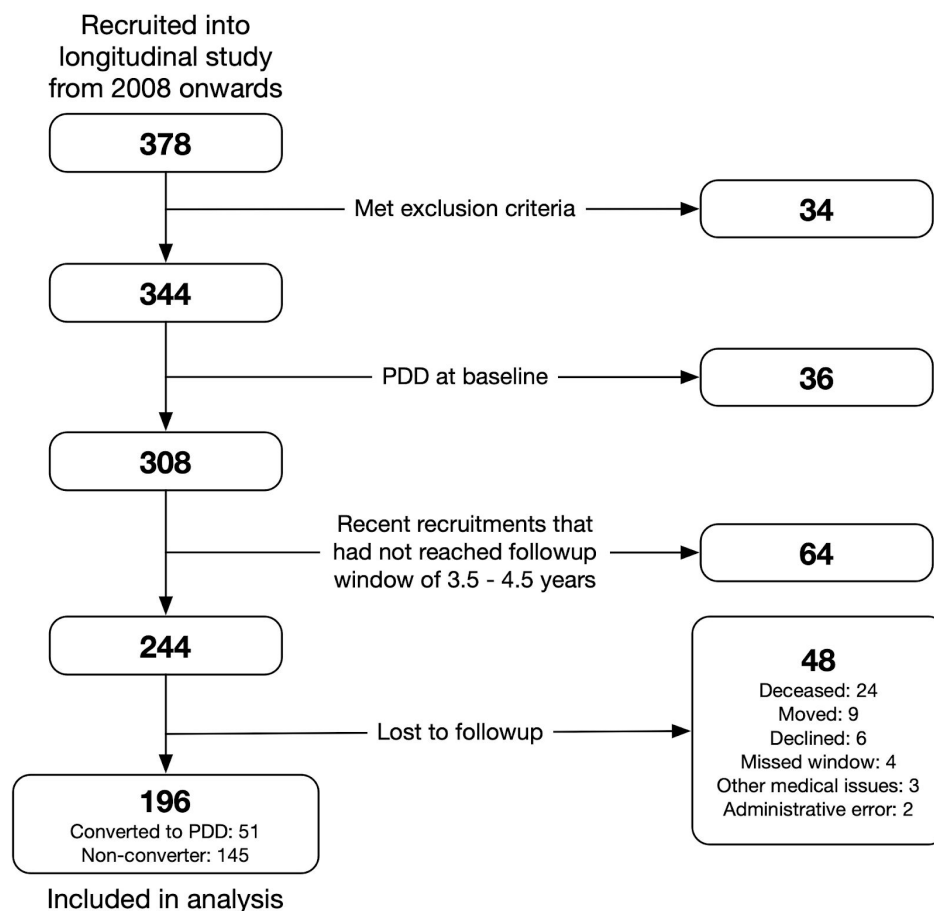 Recruited into
longitudinal study
from 2008 onwards
378
Met exclusion criteria
34
344
PDD at baseline
36
308
Recent recruitments that
had not reached followup
window of 3.5 - 4.5 years
64
244
Lost to followup
48
Deceased: 24
Moved: 9
Declined: 6
Missed window: 4
Other medical issues: 3
Administrative error: 2
196
Converted to PDD: 51
Non-converter: 145
Included in analysis